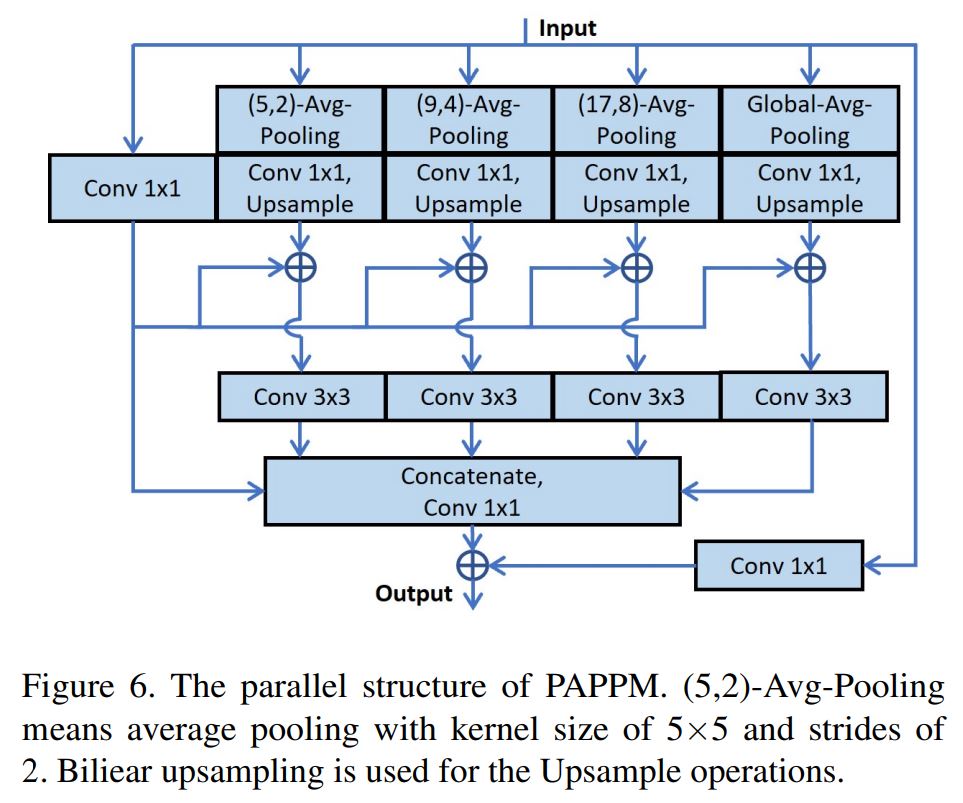 Input
(5,2)-Avg-
Pooling
(9,4)-Avg-
Pooling
(17,8)-Avg-
Pooling
Global-Avg-
Pooling
Conv 1x1
Conv 1x1,
Upsample
Conv 1x1,
Upsample
Conv 1x1,
Upsample
Conv 1x1,
Upsample
Conv 3x3
Conv 3x3
Conv 3x3
Conv 3x3
Concatenate,
Conv 1x1
Conv 1x1
Output
Figure 6. The parallel structure of PAPPM. (5,2)-Avg-Pooling
means average pooling with kernel size of 5×5 and strides of
2. Biliear upsampling is used for the Upsample operations.